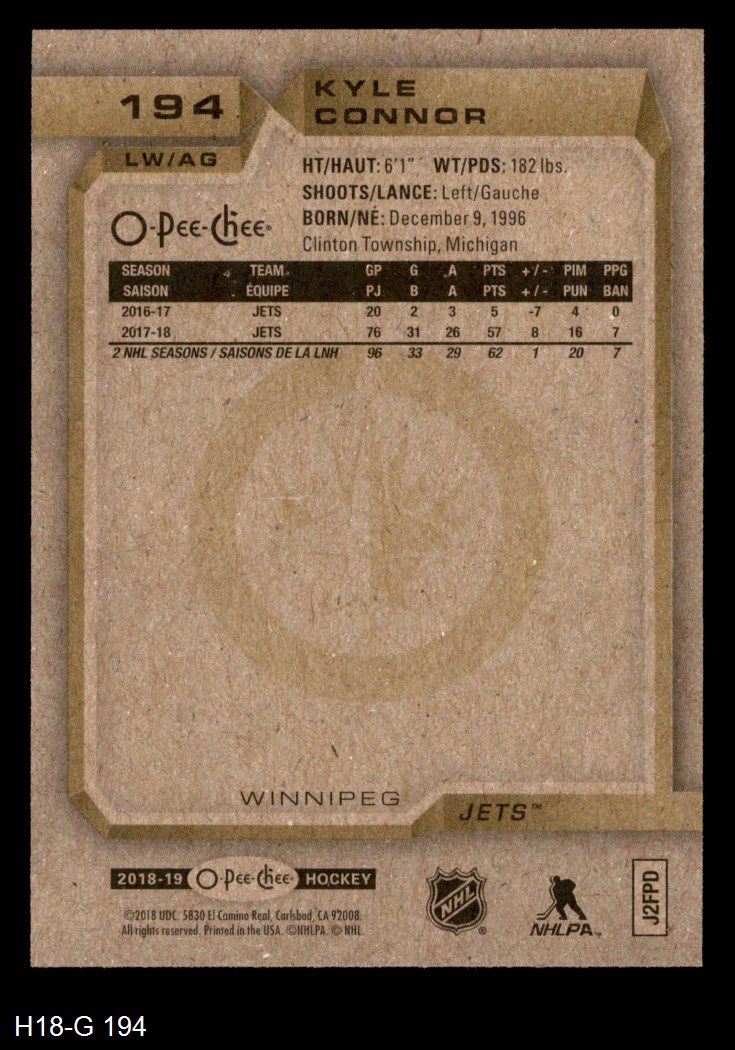 194
KYLE
CONNOR
LW/AG
HT/HAUT: 6'1" WT/PDS: 182 lbs.
SHOOTS/LANCE: Left/Gauche
O-Pee-Chee
BORN/NÉ: December 9, 1996
Clinton Township, Michigan
SEASON TEAM GP G A PTS +/- PIM PPG
SAISON ÉQUIPE PJ B A PTS +/- PUN BAN
2016-17 JETS 20 2 3 5 -7 4 0
2017-18 JETS 76 31 26 57 8 16 7
2 NHL SEASONS / SAISONS DE LA LNH 96 33 29 62 1 20 7
WINNIPEG
JETS™
2018-19 O-Pee-Chee HOCKEY
©2018 UDC. 5830 El Camino Real, Carlsbad, CA 92008.
All rights reserved. Printed in the USA. ©NHLPA. © NHL.
NHL®
NHLPA™
J2FPD
H18-G 194